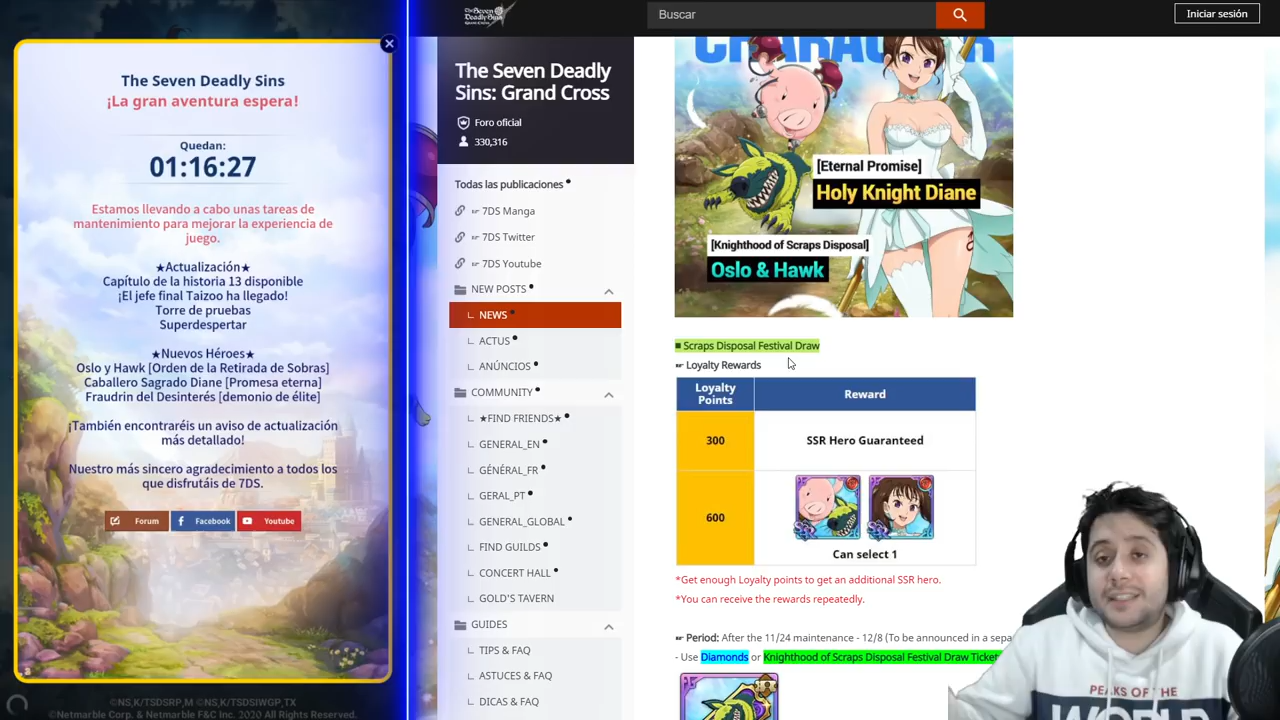 The Seven Deadly Sins
¡La gran aventura espera!
Quedan:
01:16:27
Estamos llevando a cabo unas tareas de
mantenimiento para mejorar la experiencia de
juego.
★Actualización★
Capítulo de la historia 13 disponible
¡El jefe final Taizoo ha llegado!
Torre de pruebas
Superdespertar
★Nuevos Héroes★
Oslo y Hawk [Orden de la Retirada de Sobras]
Caballero Sagrado Diane [Promesa eterna]
Fraudrin del Desinterés [demonio de élite]
¡También encontraréis un aviso de actualización
más detallado!
Nuestro más sincero agradecimiento a todos los
que disfrutáis de 7DS.
Forum
Facebook
Youtube
©NS,K/TSDSRP,M ©NS,K/TSDSIWGP,TX
©Netmarble Corp. & Netmarble F&C Inc. 2020 All Rights Reserved.
The Seven Deadly Sins
GRAND CROSS
Buscar
Iniciar sesión
The Seven Deadly
Sins: Grand Cross
Foro oficial
330,316
Todas las publicaciones
☞ 7DS Manga
☞ 7DS Twitter
☞ 7DS Youtube
NEW POSTS
NEWS
ACTUS
ANÚNCIOS
COMMUNITY
★FIND FRIENDS★
GENERAL_EN
GÉNÉRAL_FR
GERAL_PT
GENERAL_GLOBAL
FIND GUILDS
CONCERT HALL
GOLD'S TAVERN
GUIDES
TIPS & FAQ
ASTUCES & FAQ
DICAS & FAQ
CHARACTER
[Eternal Promise]
Holy Knight Diane
[Knighthood of Scraps Disposal]
Oslo & Hawk
■ Scraps Disposal Festival Draw
☞ Loyalty Rewards
Loyalty Points
Reward
300
SSR Hero Guaranteed
600
Can select 1
*Get enough Loyalty points to get an additional SSR hero.
*You can receive the rewards repeatedly.
☞ Period: After the 11/24 maintenance - 12/8 (To be announced in a sepa
- Use Diamonds or Knighthood of Scraps Disposal Festival Draw Ticket
PEAKS OF THE
WORLD